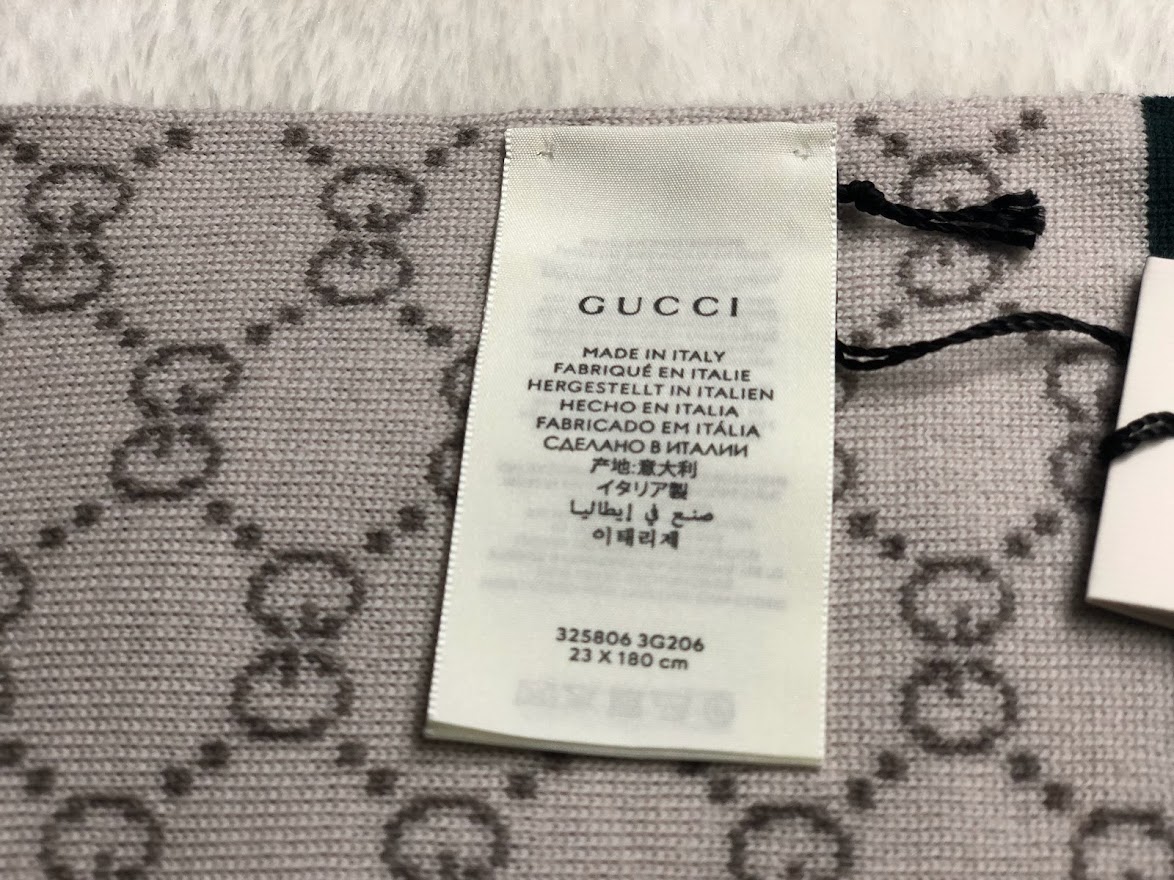 GUCCI
MADE IN ITALY
FABRIQUÉ EN ITALIE
HERGESTELLT IN ITALIEN
HECHO EN ITALIA
FABRICADO EM ITÁLIA
СДЕЛАНО В ИТАЛИИ
产地:意大利
イタリア製
صنع في إيطاليا
이태리제
325806 3G206
23 X 180 cm